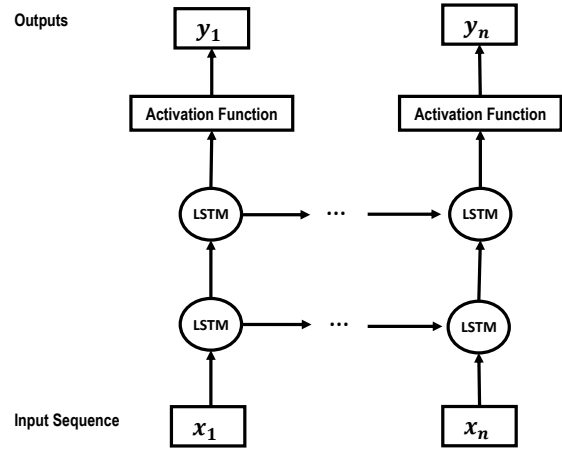 Outputs
y₁
yₙ
Activation Function
Activation Function
LSTM
...
LSTM
LSTM
...
LSTM
Input Sequence
x₁
xₙ